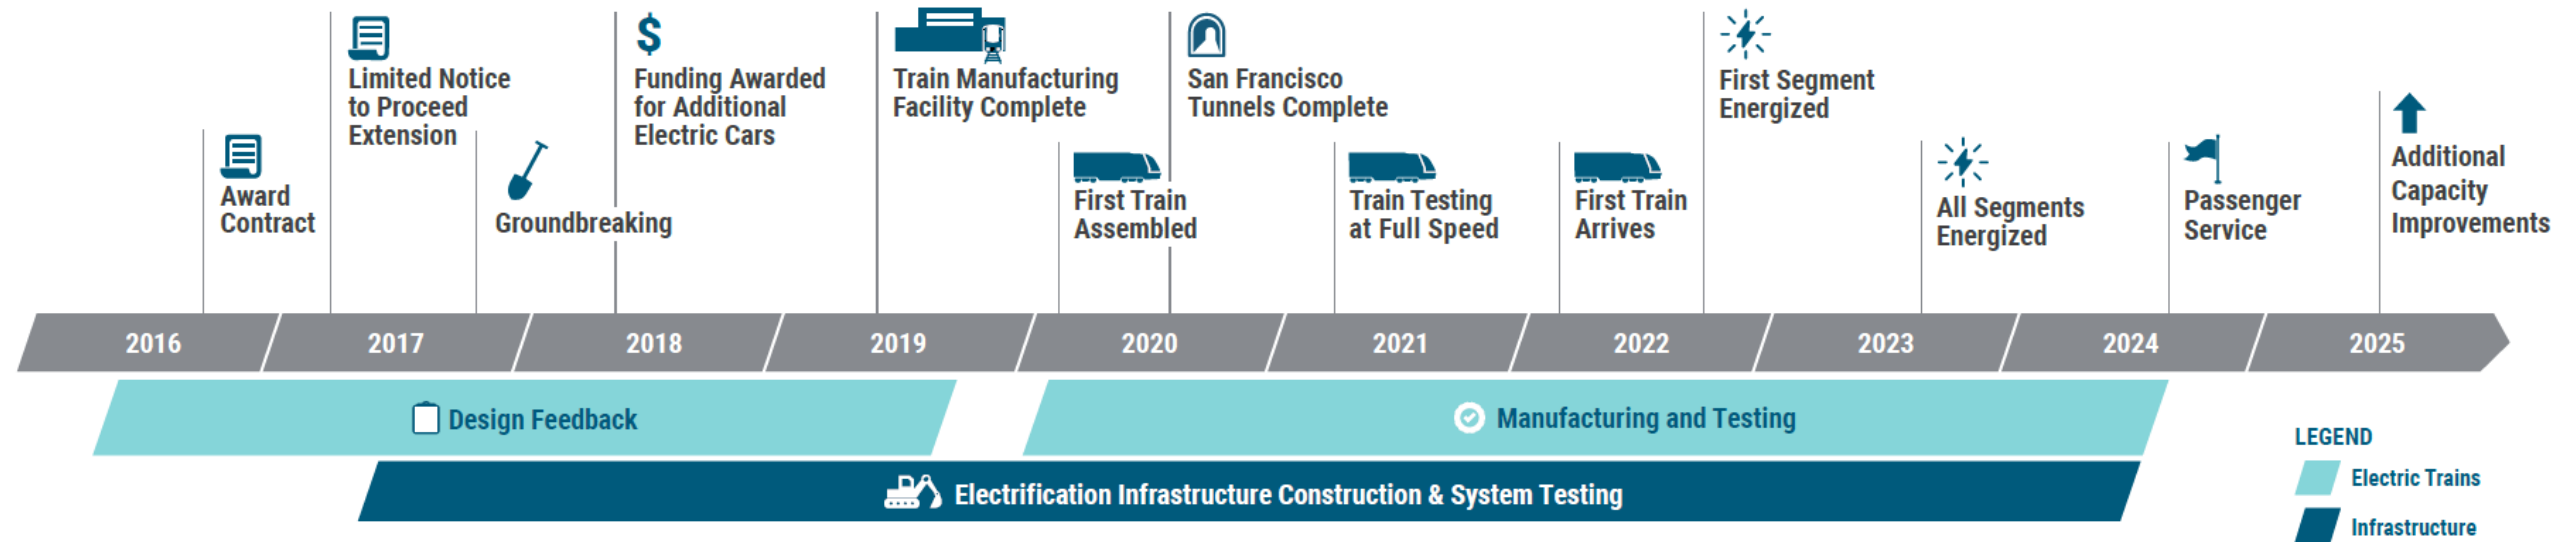 Award
Contract
Limited Notice
to Proceed
Extension
Groundbreaking
$
Funding Awarded
for Additional
Electric Cars
Train Manufacturing
Facility Complete
First Train
Assembled
San Francisco
Tunnels Complete
Train Testing
at Full Speed
First Train
Arrives
First Segment
Energized
All Segments
Energized
Passenger
Service
Additional
Capacity
Improvements
2016
2017
2018
2019
2020
2021
2022
2023
2024
2025
Design Feedback
Manufacturing and Testing
Electrification Infrastructure Construction & System Testing
LEGEND
Electric Trains
Infrastructure